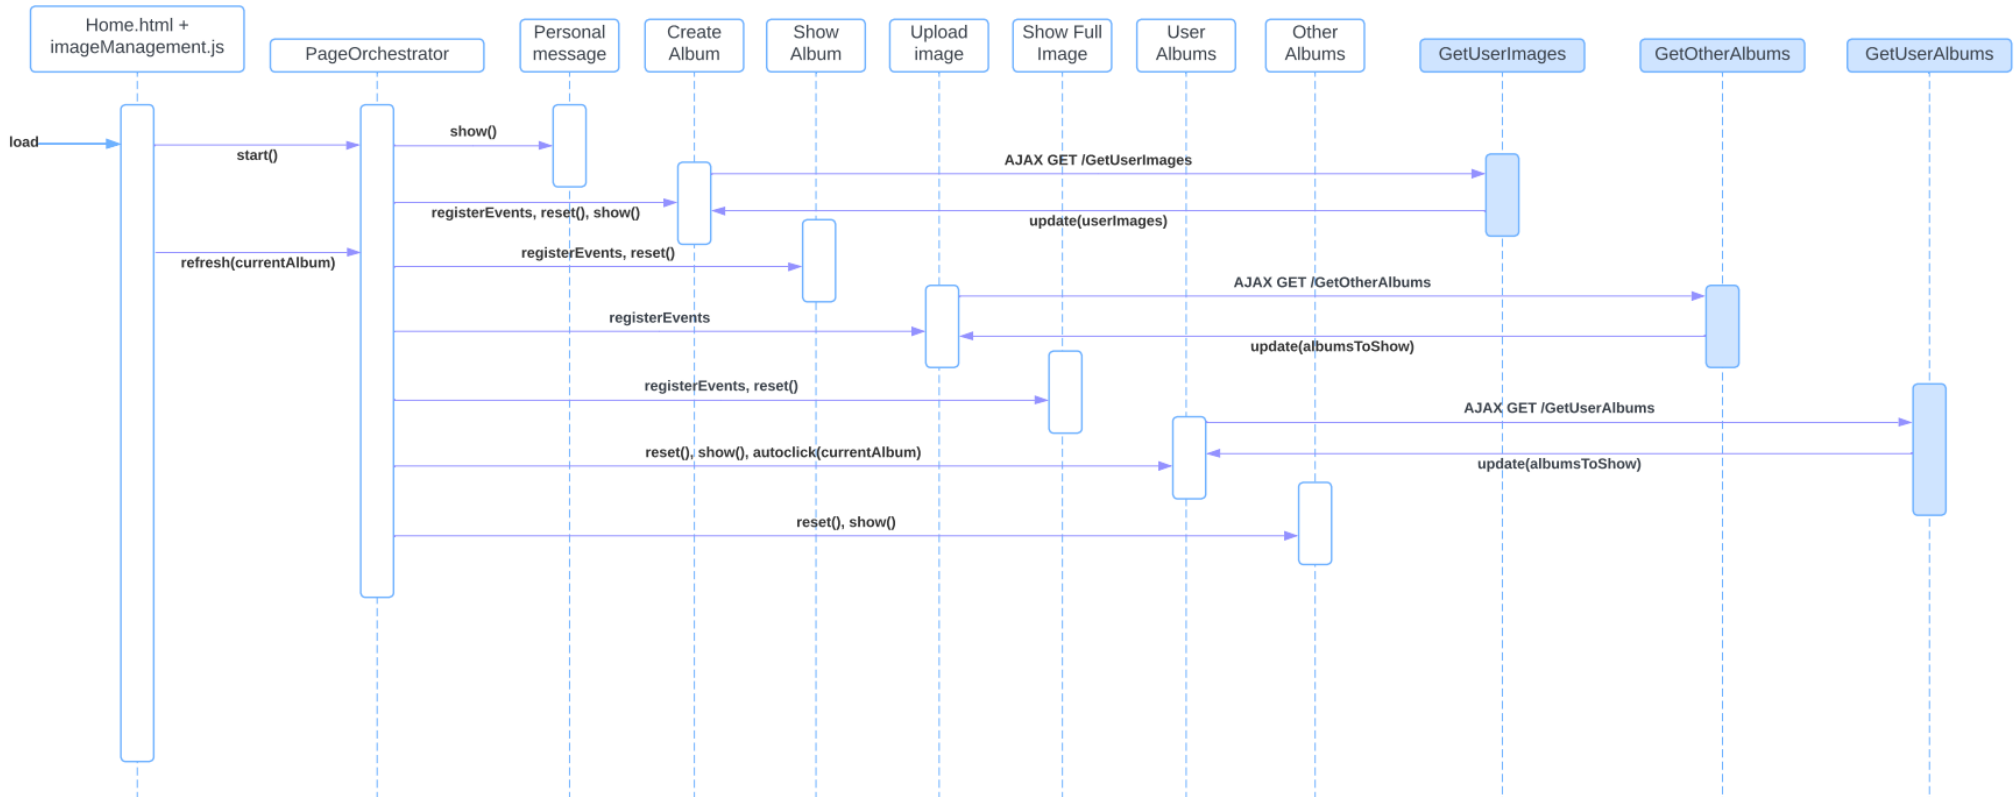 Home.html +
imageManagement.js
PageOrchestrator
Personal
message
Create
Album
Show
Album
Upload
image
Show Full
Image
User
Albums
Other
Albums
GetUserImages
GetOtherAlbums
GetUserAlbums
load
start()
show()
AJAX GET /GetUserImages
registerEvents, reset(), show()
update(userImages)
refresh(currentAlbum)
registerEvents, reset()
AJAX GET /GetOtherAlbums
registerEvents
update(albumsToShow)
registerEvents, reset()
AJAX GET /GetUserAlbums
reset(), show(), autoclick(currentAlbum)
update(albumsToShow)
reset(), show()